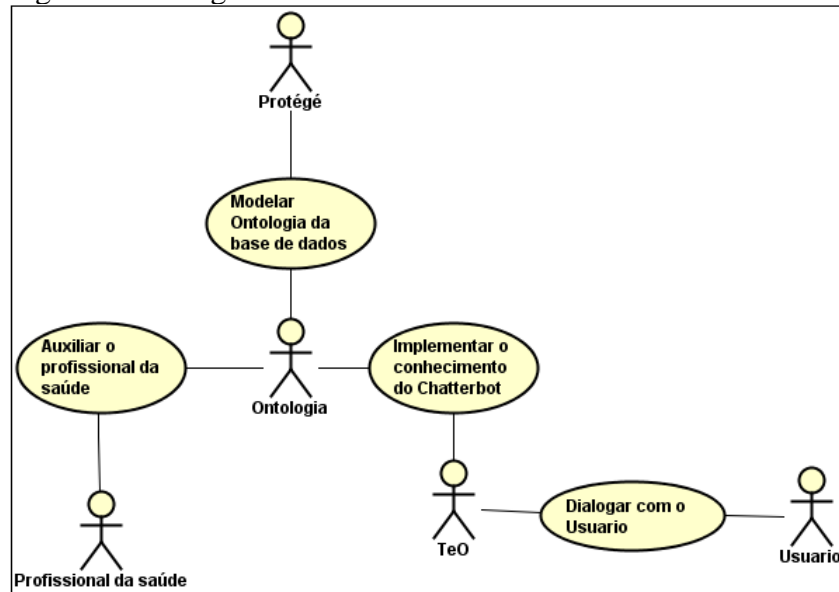 Protégé
Modelar
Ontologia da
base de dados
Auxiliar o
profissional da
saúde
Ontologia
Implementar o
conhecimento
do Chatterbot
Profissional da saúde
TeO
Dialogar com o
Usuario
Usuario